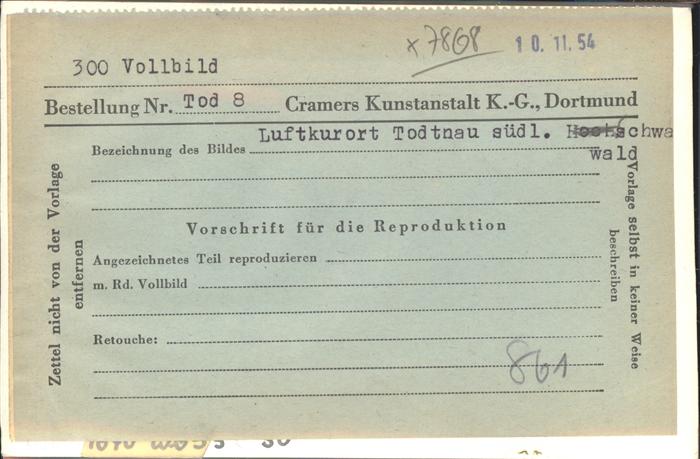 x 7868 10.11.54
300 Vollbild
Bestellung Nr. Tod 8 Cramers Kunstanstalt K.-G., Dortmund
Bezeichnung des Bildes Luftkurort Todtnau südl. schwa
wald
Vorschrift für die Reproduktion
Angezeichnetes Teil reproduzieren
m. Rd. Vollbild
Retouche:
861
Zettel nicht von der Vorlage
entfernen
Vorlage selbst in keiner Weise
beschreiben